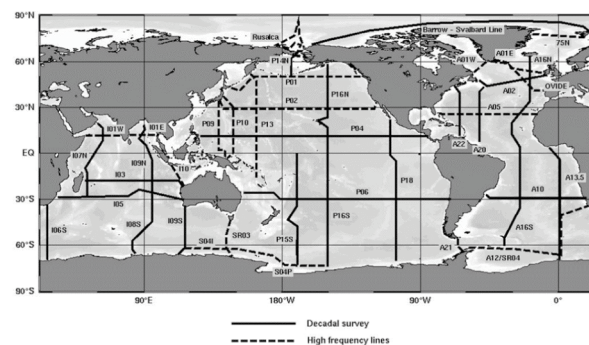 90°N
Rusalca
Barrow - Svalbard Line
75N
A01E
A01W
A16N
P14N
60°N
P01
OVIDE
P02
P16N
A02
A05
30°N
P09
P10
P13
P04
A22
A20
I01W
I01E
EQ
I07N
I09N
I10
I03
P18
A10
A13.5
P06
30°S
I05
I06S
I08S
I09S
SR03
P16S
A16S
S04I
P15S
A21
60°S
S04P
A12/SR04
90°S
90°E
180°W
90°W
0°
Decadal survey
High frequency lines